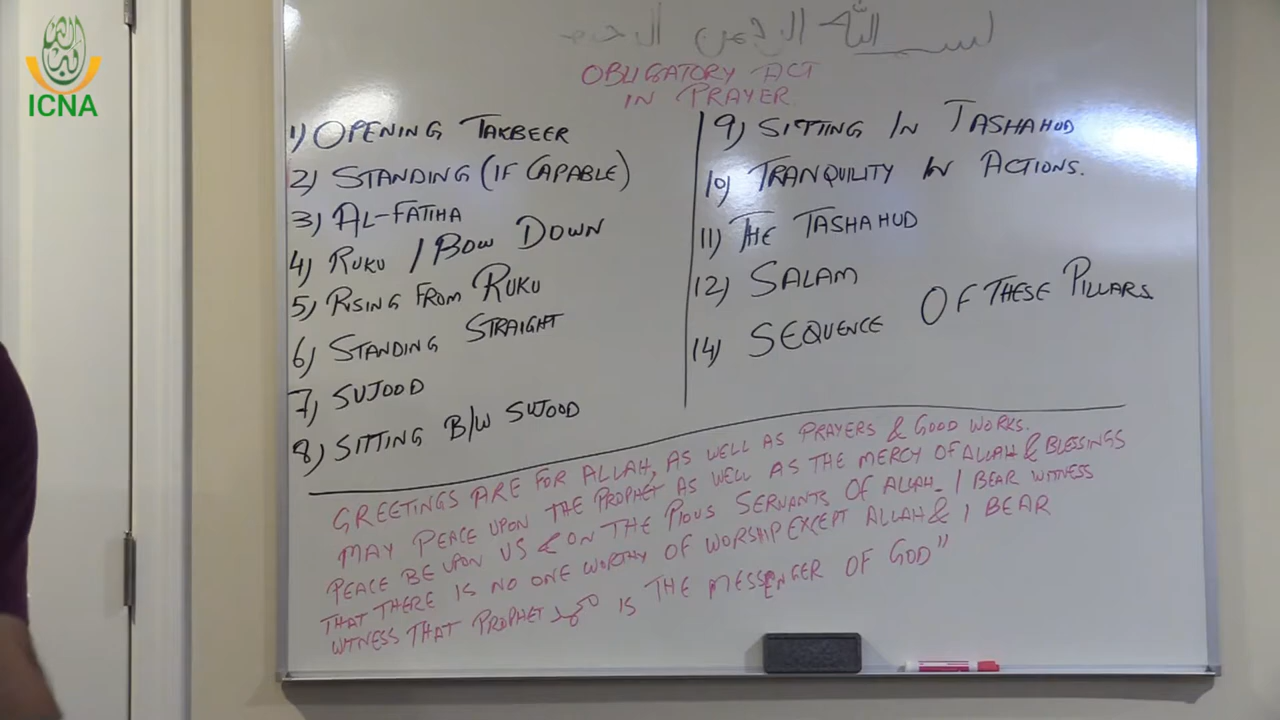 ICNA
بسم الله الرحمن الرحيم
OBLIGATORY ACT
IN PRAYER
1) OPENING TAKBEER
2) STANDING (IF CAPABLE)
3) AL-FATIHA
4) RUKU / BOW DOWN
5) RISING FROM RUKU
6) STANDING STRAIGHT
7) SUJOOD
8) SITTING B/W SUJOOD
9) SITTING IN TASHAHUD
10) TRANQUILITY IN ACTIONS.
11) THE TASHAHUD
12) SALAM
14) SEQUENCE OF THESE PILLARS
GREETINGS ARE FOR ALLAH, AS WELL AS PRAYERS & GOOD WORKS.
MAY PEACE UPON THE PROPHET AS WELL AS THE MERCY OF ALLAH & BLESSINGS
PEACE BE UPON US & ON THE PIOUS SERVANTS OF ALLAH. I BEAR WITNESS
THAT THERE IS NO ONE WORTHY OF WORSHIP EXCEPT ALLAH & I BEAR
WITNESS THAT PROPHET محمد IS THE MESSENGER OF GOD"